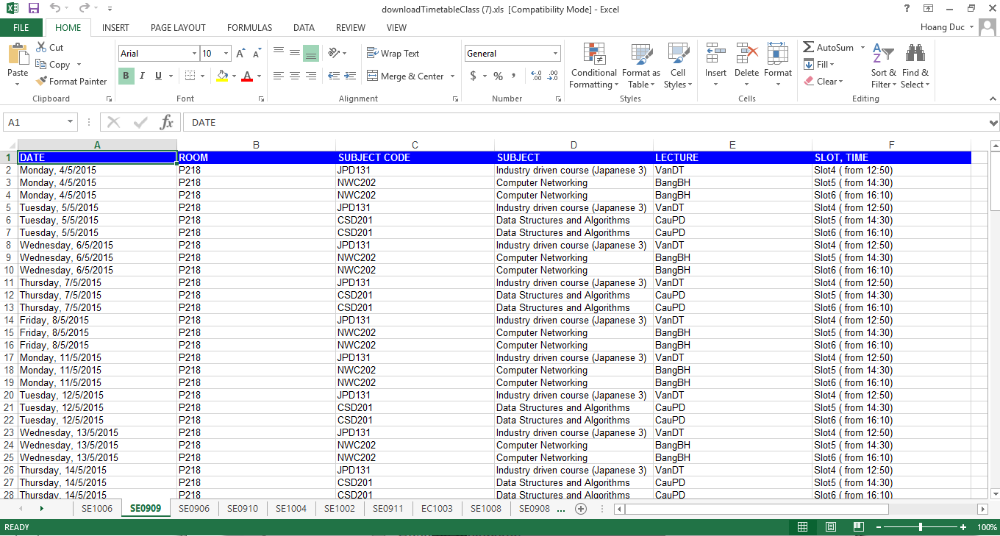 downloadTimetableClass (7).xls [Compatibility Mode] - Excel
FILE HOME INSERT PAGE LAYOUT FORMULAS DATA REVIEW VIEW Hoang Duc
Paste Cut Copy Format Painter Clipboard
Arial 10 B I U Font
Wrap Text Merge & Center Alignment
General $ % Number
Conditional Formatting Format as Table Cell Styles Styles
Insert Delete Format Cells
AutoSum Fill Clear Sort & Filter Find & Select Editing
A1 fx DATE
A B C D E F
1 DATE ROOM SUBJECT CODE SUBJECT LECTURE SLOT, TIME
2 Monday, 4/5/2015 P218 JPD131 Industry driven course (Japanese 3) VanDT Slot4 ( from 12:50)
3 Monday, 4/5/2015 P218 NWC202 Computer Networking BangBH Slot5 ( from 14:30)
4 Monday, 4/5/2015 P218 NWC202 Computer Networking BangBH Slot6 ( from 16:10)
5 Tuesday, 5/5/2015 P218 JPD131 Industry driven course (Japanese 3) VanDT Slot4 ( from 12:50)
6 Tuesday, 5/5/2015 P218 CSD201 Data Structures and Algorithms CauPD Slot5 ( from 14:30)
7 Tuesday, 5/5/2015 P218 CSD201 Data Structures and Algorithms CauPD Slot6 ( from 16:10)
8 Wednesday, 6/5/2015 P218 JPD131 Industry driven course (Japanese 3) VanDT Slot4 ( from 12:50)
9 Wednesday, 6/5/2015 P218 NWC202 Computer Networking BangBH Slot5 ( from 14:30)
10 Wednesday, 6/5/2015 P218 NWC202 Computer Networking BangBH Slot6 ( from 16:10)
11 Thursday, 7/5/2015 P218 JPD131 Industry driven course (Japanese 3) VanDT Slot4 ( from 12:50)
12 Thursday, 7/5/2015 P218 CSD201 Data Structures and Algorithms CauPD Slot5 ( from 14:30)
13 Thursday, 7/5/2015 P218 CSD201 Data Structures and Algorithms CauPD Slot6 ( from 16:10)
14 Friday, 8/5/2015 P218 JPD131 Industry driven course (Japanese 3) VanDT Slot4 ( from 12:50)
15 Friday, 8/5/2015 P218 NWC202 Computer Networking BangBH Slot5 ( from 14:30)
16 Friday, 8/5/2015 P218 NWC202 Computer Networking BangBH Slot6 ( from 16:10)
17 Monday, 11/5/2015 P218 JPD131 Industry driven course (Japanese 3) VanDT Slot4 ( from 12:50)
18 Monday, 11/5/2015 P218 NWC202 Computer Networking BangBH Slot5 ( from 14:30)
19 Monday, 11/5/2015 P218 NWC202 Computer Networking BangBH Slot6 ( from 16:10)
20 Tuesday, 12/5/2015 P218 JPD131 Industry driven course (Japanese 3) VanDT Slot4 ( from 12:50)
21 Tuesday, 12/5/2015 P218 CSD201 Data Structures and Algorithms CauPD Slot5 ( from 14:30)
22 Tuesday, 12/5/2015 P218 CSD201 Data Structures and Algorithms CauPD Slot6 ( from 16:10)
23 Wednesday, 13/5/2015 P218 JPD131 Industry driven course (Japanese 3) VanDT Slot4 ( from 12:50)
24 Wednesday, 13/5/2015 P218 NWC202 Computer Networking BangBH Slot5 ( from 14:30)
25 Wednesday, 13/5/2015 P218 NWC202 Computer Networking BangBH Slot6 ( from 16:10)
26 Thursday, 14/5/2015 P218 JPD131 Industry driven course (Japanese 3) VanDT Slot4 ( from 12:50)
27 Thursday, 14/5/2015 P218 CSD201 Data Structures and Algorithms CauPD Slot5 ( from 14:30)
28 Thursday, 14/5/2015 P218 CSD201 Data Structures and Algorithms CauPD Slot6 ( from 16:10)
SE1006 SE0909 SE0906 SE0910 SE1004 SE1002 SE0911 EC1003 SE1008 SE0908 ...
READY 100%